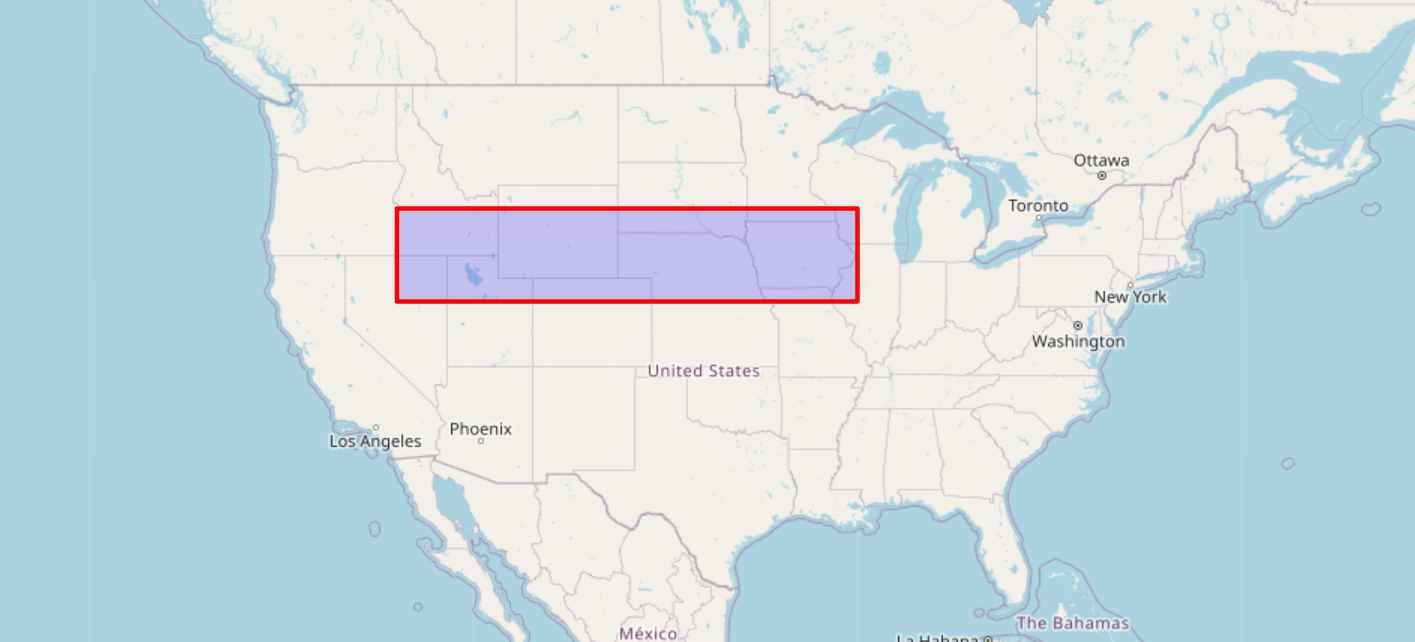 Ottawa
Toronto
New York
Washington
United States
Phoenix
Los Angeles
The Bahamas
México
La Habana